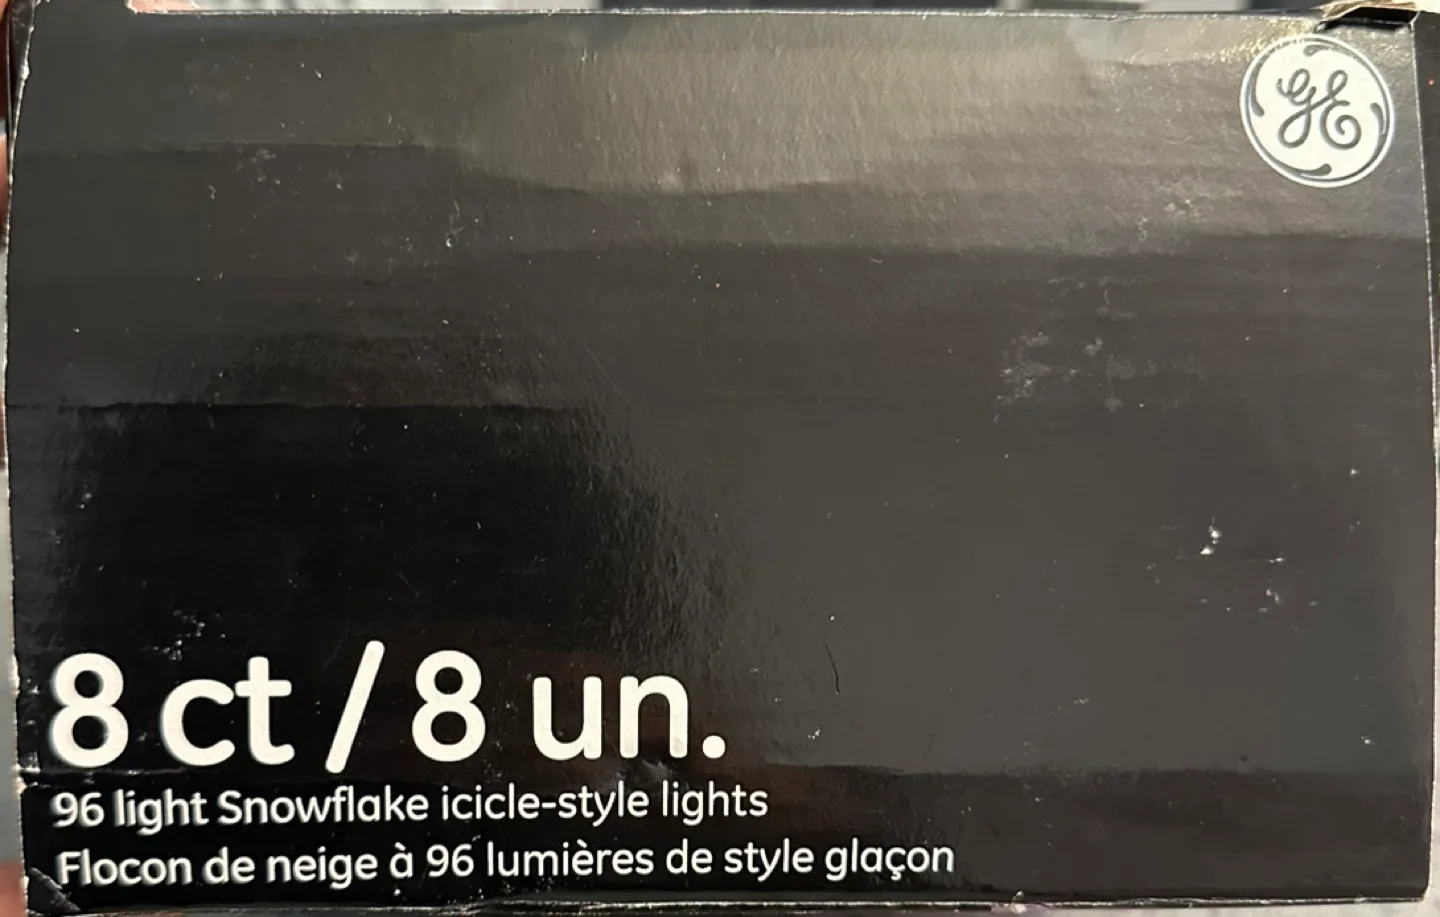 GE
8 ct / 8 un.
96 light Snowflake icicle-style lights
Flocon de neige à 96 lumières de style glaçon